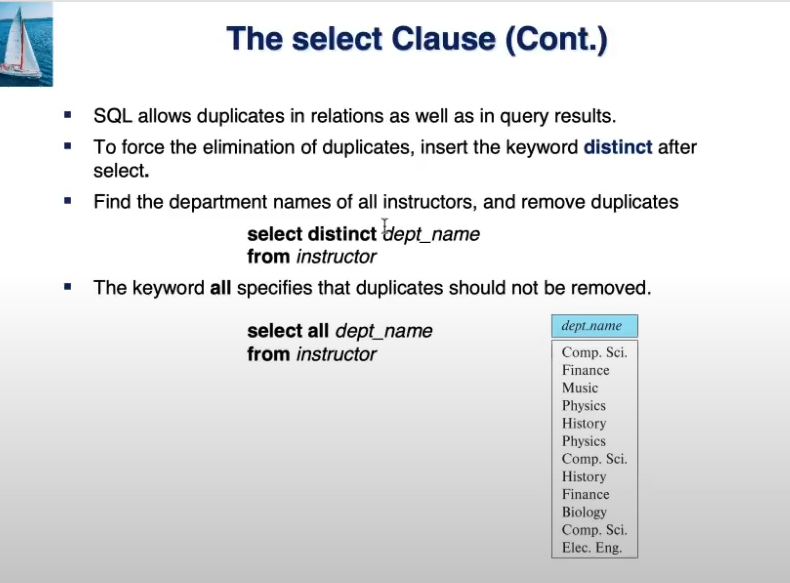 The select Clause (Cont.)
▪ SQL allows duplicates in relations as well as in query results.
▪ To force the elimination of duplicates, insert the keyword distinct after
select.
▪ Find the department names of all instructors, and remove duplicates
select distinct dept_name
from instructor
▪ The keyword all specifies that duplicates should not be removed.
select all dept_name
from instructor
dept_name
Comp. Sci.
Finance
Music
Physics
History
Physics
Comp. Sci.
History
Finance
Biology
Comp. Sci.
Elec. Eng.